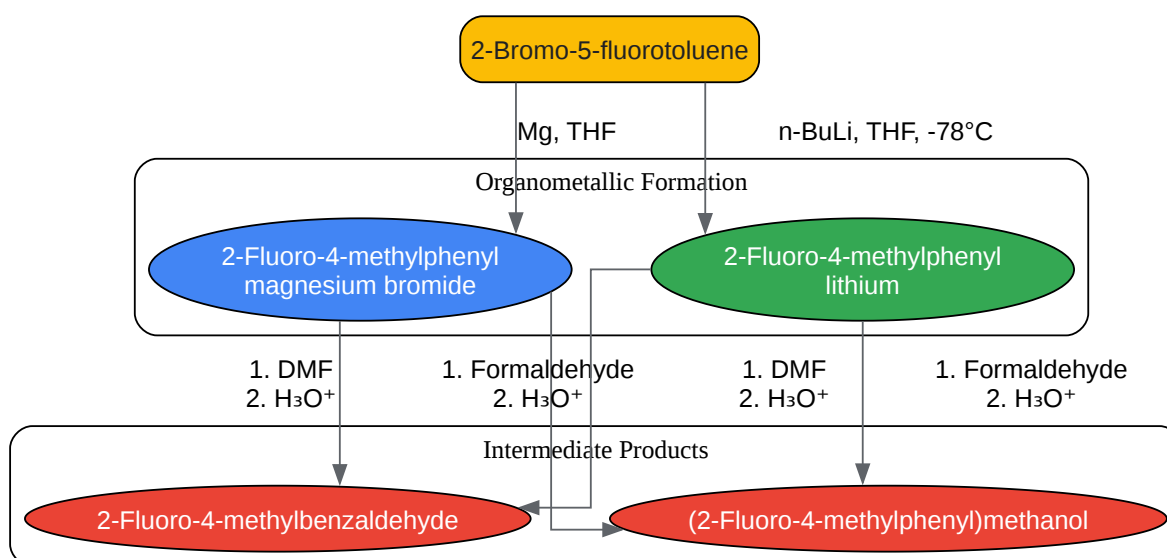 2-Bromo-5-fluorotoluene
Mg, THF
n-BuLi, THF, -78°C
Organometallic Formation
2-Fluoro-4-methylphenyl
magnesium bromide
2-Fluoro-4-methylphenyl
lithium
1. DMF
2. H₃O⁺
1. Formaldehyde
2. H₃O⁺
1. DMF
2. H₃O⁺
1. Formaldehyde
2. H₃O⁺
Intermediate Products
2-Fluoro-4-methylbenzaldehyde
(2-Fluoro-4-methylphenyl)methanol